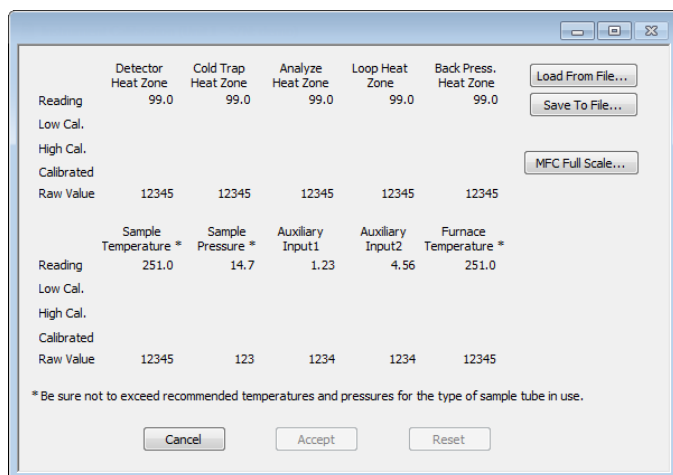 Detector Heat Zone Cold Trap Heat Zone Analyze Heat Zone Loop Heat Zone Back Press. Heat Zone
Load From File...
Reading 99.0 99.0 99.0 99.0 99.0
Save To File...
Low Cal.
High Cal.
MFC Full Scale...
Calibrated
Raw Value 12345 12345 12345 12345 12345
Sample Temperature * Sample Pressure * Auxiliary Input1 Auxiliary Input2 Furnace Temperature *
Reading 251.0 14.7 1.23 4.56 251.0
Low Cal.
High Cal.
Calibrated
Raw Value 12345 123 1234 1234 12345
* Be sure not to exceed recommended temperatures and pressures for the type of sample tube in use.
Cancel Accept Reset